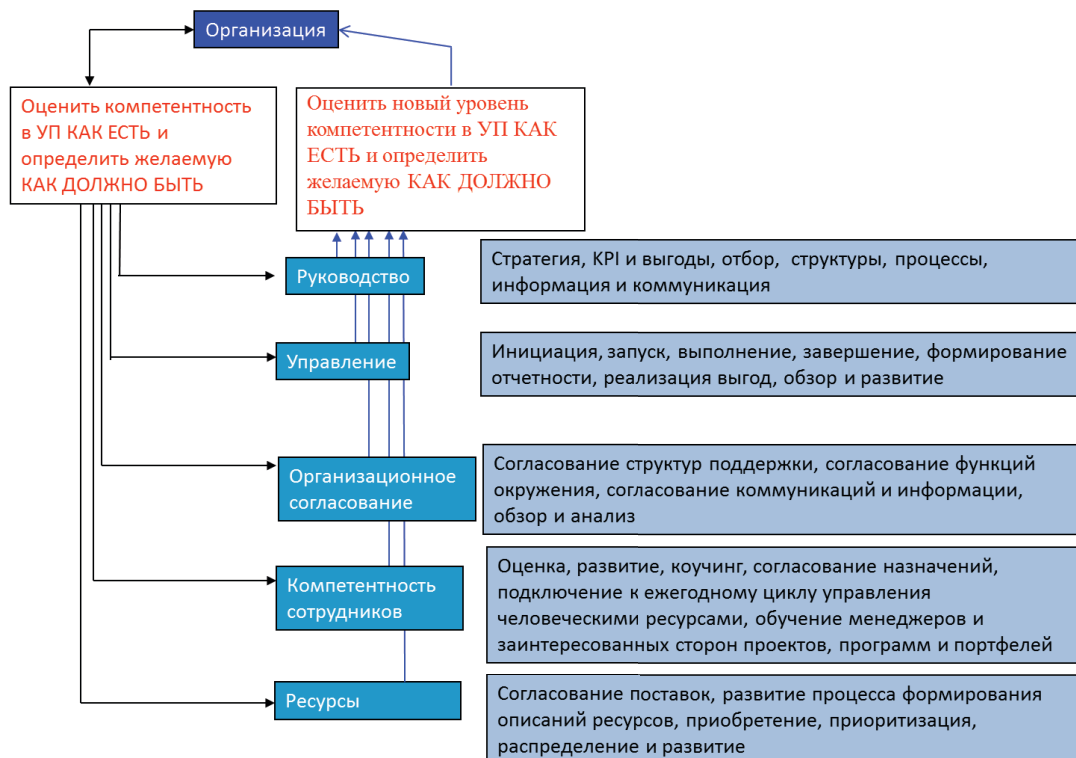 Организация
Оценить компетентность
в УП КАК ЕСТЬ и
определить желаемую
КАК ДОЛЖНО БЫТЬ
Оценить новый уровень
компетентности в УП КАК
ЕСТЬ и определить
желаемую КАК ДОЛЖНО
БЫТЬ
Руководство
Стратегия, KPI и выгоды, отбор, структуры, процессы,
информация и коммуникация
Управление
Инициация, запуск, выполнение, завершение, формирование
отчетности, реализация выгод, обзор и развитие
Организационное
согласование
Согласование структур поддержки, согласование функций
окружения, согласование коммуникаций и информации,
обзор и анализ
Компетентность
сотрудников
Оценка, развитие, коучинг, согласование назначений,
подключение к ежегодному циклу управления
человеческими ресурсами, обучение менеджеров и
заинтересованных сторон проектов, программ и портфелей
Ресурсы
Согласование поставок, развитие процесса формирования
описаний ресурсов, приобретение, приоритизация,
распределение и развитие